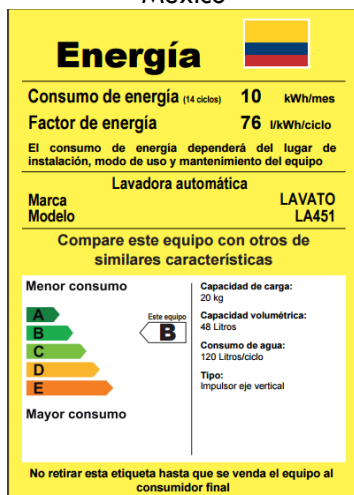 México
Energía
Consumo de energía (14 ciclos) 10 kWh/mes
Factor de energía 76 l/kWh/ciclo
El consumo de energía dependerá del lugar de
instalación, modo de uso y mantenimiento del equipo
Lavadora automática
Marca LAVATO
Modelo LA451
Compare este equipo con otros de
similares características
Menor consumo
A
B
C
D
E
Este equipo
B
Mayor consumo
Capacidad de carga:
20 kg
Capacidad volumétrica:
48 Litros
Consumo de agua:
120 Litros/ciclo
Tipo:
Impulsor eje vertical
No retirar esta etiqueta hasta que se venda el equipo al
consumidor final